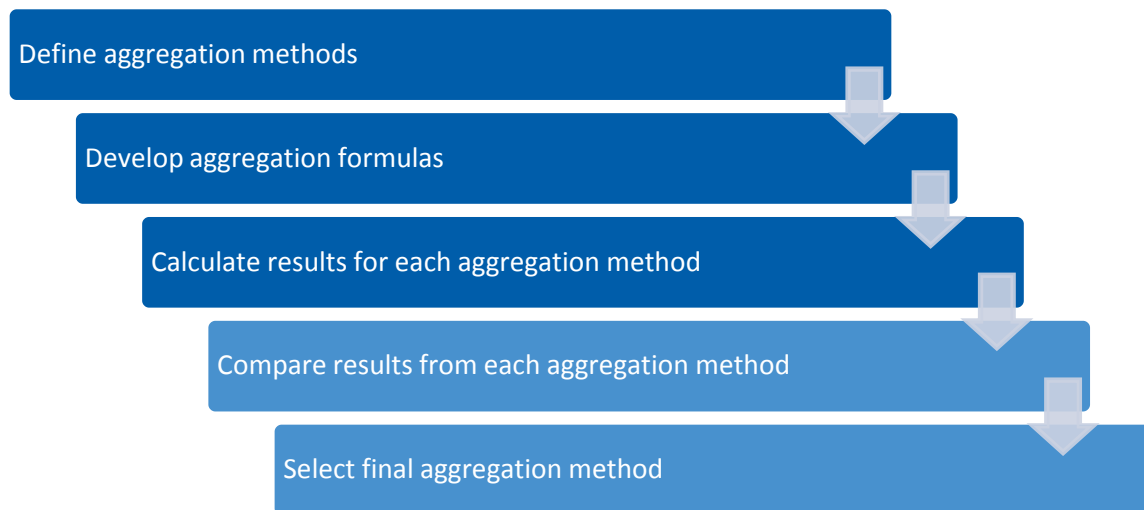 Define aggregation methods
Develop aggregation formulas
Calculate results for each aggregation method
Compare results from each aggregation method
Select final aggregation method